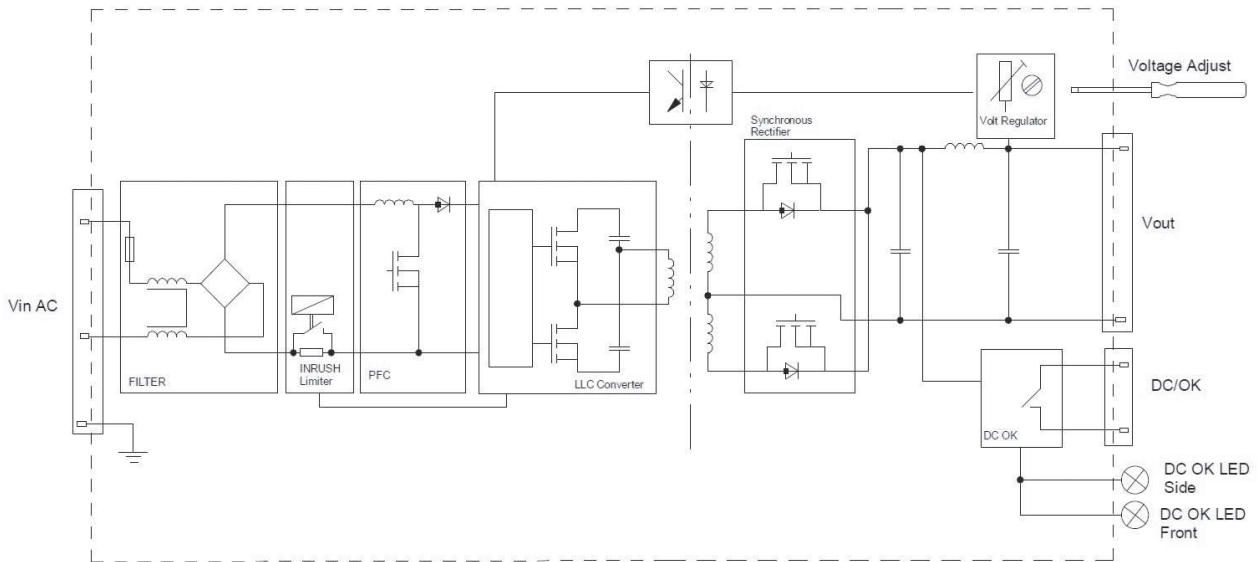 Voltage Adjust
Volt Regulator
Synchronous
Rectifier
Vout
Vin AC
FILTER
INRUSH
Limiter
PFC
LLC Converter
DC/OK
DC OK
DC OK LED
Side
DC OK LED
Front